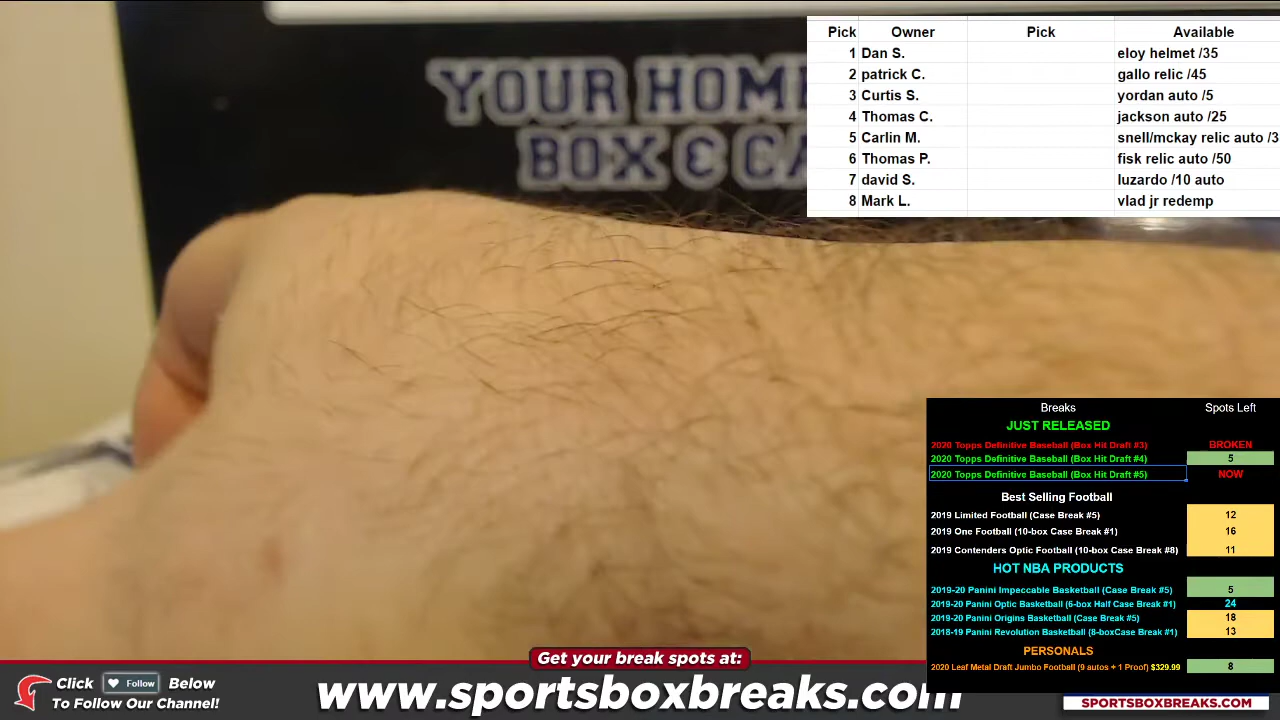 YOUR HOM
BOX & CA
Pick Owner Pick Available
1 Dan S. eloy helmet /35
2 patrick C. gallo relic /45
3 Curtis S. yordan auto /5
4 Thomas C. jackson auto /25
5 Carlin M. snell/mckay relic auto /3
6 Thomas P. fisk relic auto /50
7 david S. luzardo /10 auto
8 Mark L. vlad jr redemp
Breaks Spots Left
JUST RELEASED
2020 Topps Definitive Baseball (Box Hit Draft #3) BROKEN
2020 Topps Definitive Baseball (Box Hit Draft #4) 5
2020 Topps Definitive Baseball (Box Hit Draft #5) NOW
Best Selling Football
2019 Limited Football (Case Break #5) 12
2019 One Football (10-box Case Break #1) 16
2019 Contenders Optic Football (10-box Case Break #8) 11
HOT NBA PRODUCTS
2019-20 Panini Impeccable Basketball (Case Break #5) 5
2019-20 Panini Optic Basketball (6-box Half Case Break #1) 24
2019-20 Panini Origins Basketball (Case Break #5) 18
2018-19 Panini Revolution Basketball (8-boxCase Break #1) 13
PERSONALS
2020 Leaf Metal Draft Jumbo Football (9 autos + 1 Proof) $329.99 8
Get your break spots at:
Click Follow Below
To Follow Our Channel!
www.sportsboxbreaks.com
SPORTSBOXBREAKS.COM